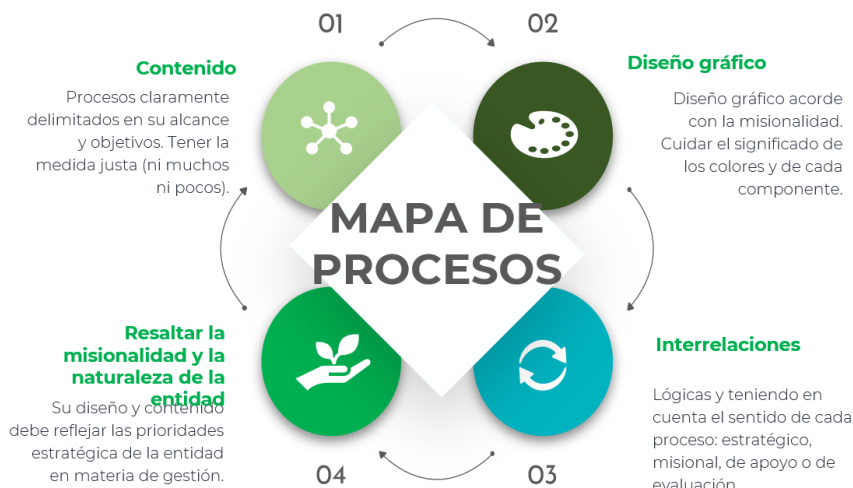 01
Contenido
Procesos claramente
delimitados en su alcance
y objetivos. Tener la
medida justa (ni muchos
ni pocos).
02
Diseño gráfico
Diseño gráfico acorde
con la misionalidad.
Cuidar el significado de
los colores y de cada
componente.
MAPA DE
PROCESOS
Interrelaciones
Lógicas y teniendo en
cuenta el sentido de cada
proceso: estratégico,
misional, de apoyo o de
evaluación
03
Resaltar la
misionalidad y la
naturaleza de la
entidad
Su diseño y contenido
debe reflejar las prioridades
estratégica de la entidad
en materia de gestión.
04